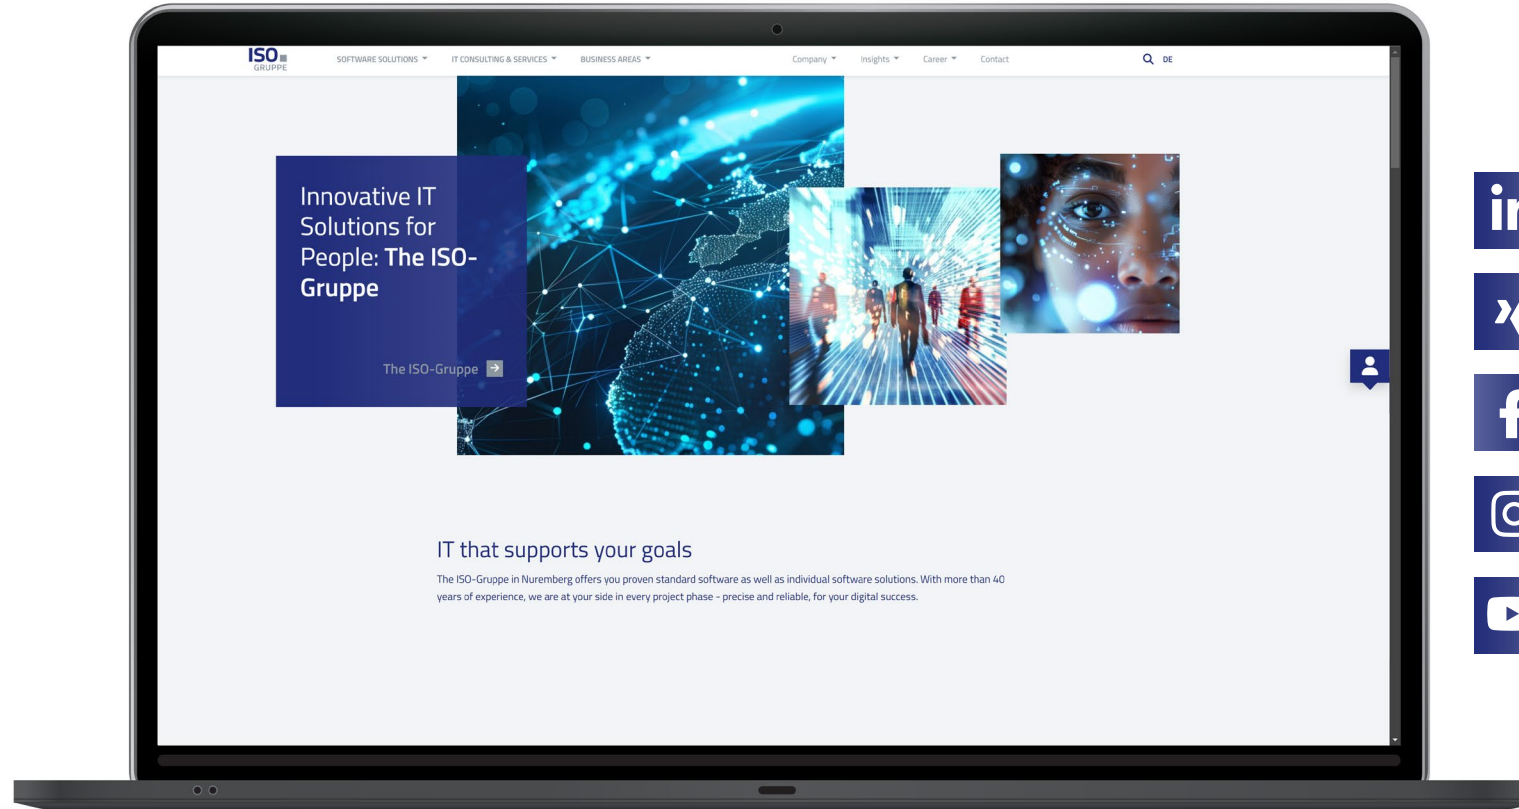 ISO
GRUPPE
SOFTWARE SOLUTIONS IT CONSULTING & SERVICES BUSINESS AREAS Company Insights Career Contact DE
Innovative IT
Solutions for
People: The ISO-
Gruppe
The ISO-Gruppe
IT that supports your goals
The ISO-Gruppe in Nuremberg offers you proven standard software as well as individual software solutions. With more than 40
years of experience, we are at your side in every project phase - precise and reliable, for your digital success.
in